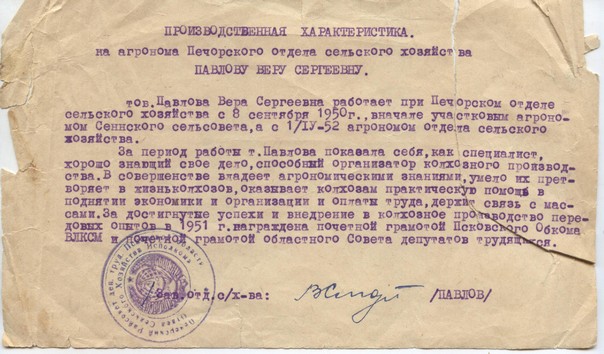 ПРОИЗВОДСТВЕННАЯ ХАРАКТЕРИСТИКА.
на агронома Печорского отдела сельского хозяйства
ПАВЛОВУ ВЕРУ СЕРГЕЕВНУ.
тов. Павлова Вера Сергеевна работает при Печорском отделе
сельского хозяйства с 8 сентября 1950г., вначале участковым агроно-
мом Сеннского сельсовета, а с 1/IУ-52 агрономом отдела сельского
хозяйства.
За период работы т. Павлова показала себя, как специалист,
хорошо знающий свое дело, способный организатор колхозного производ-
ства. В совершенстве владеет агрономическими знаниями, умело их прет-
воряет в жизнь колхозов, оказывает колхозам практическую помощь в
поднятии экономики и организации и оплаты труда, держит связь с мас-
сами. За достигнутые успехи и внедрение в колхозное производство пере-
довых опытов в 1951 г. награждена почетной грамотой Псковского Обкома
ВЛКСМ и почетной грамотой областного Совета депутатов трудящихся.
Зав. отд. с/х-ва: /ПАВЛОВ/